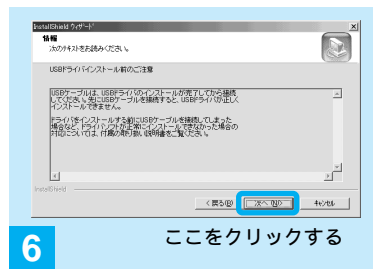 InstallShield ウィザード
情報
次のテキストをお読みください。
USBドライバインストール前のご注意
USBケーブルは、USBドライバのインストールが完了してから接続
してください。先にUSBケーブルを接続すると、USBドライバが正しく
インストールできません。
ドライバをインストールする前にUSBケーブルを接続してしまった
場合など、ドライバソフトが正常にインストールできなかった場合の
対応については、付属の取り扱い説明書をご覧ください。
InstallShield
< 戻る(B)
次へ(N) >
キャンセル
6
ここをクリックする